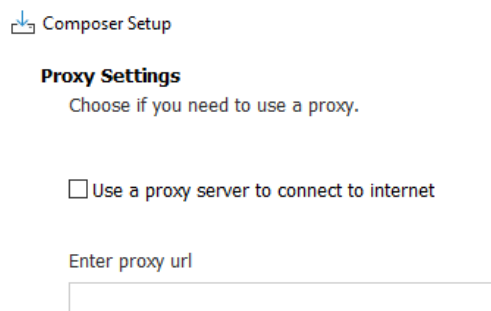 Composer Setup
Proxy Settings
Choose if you need to use a proxy.
Use a proxy server to connect to internet
Enter proxy url